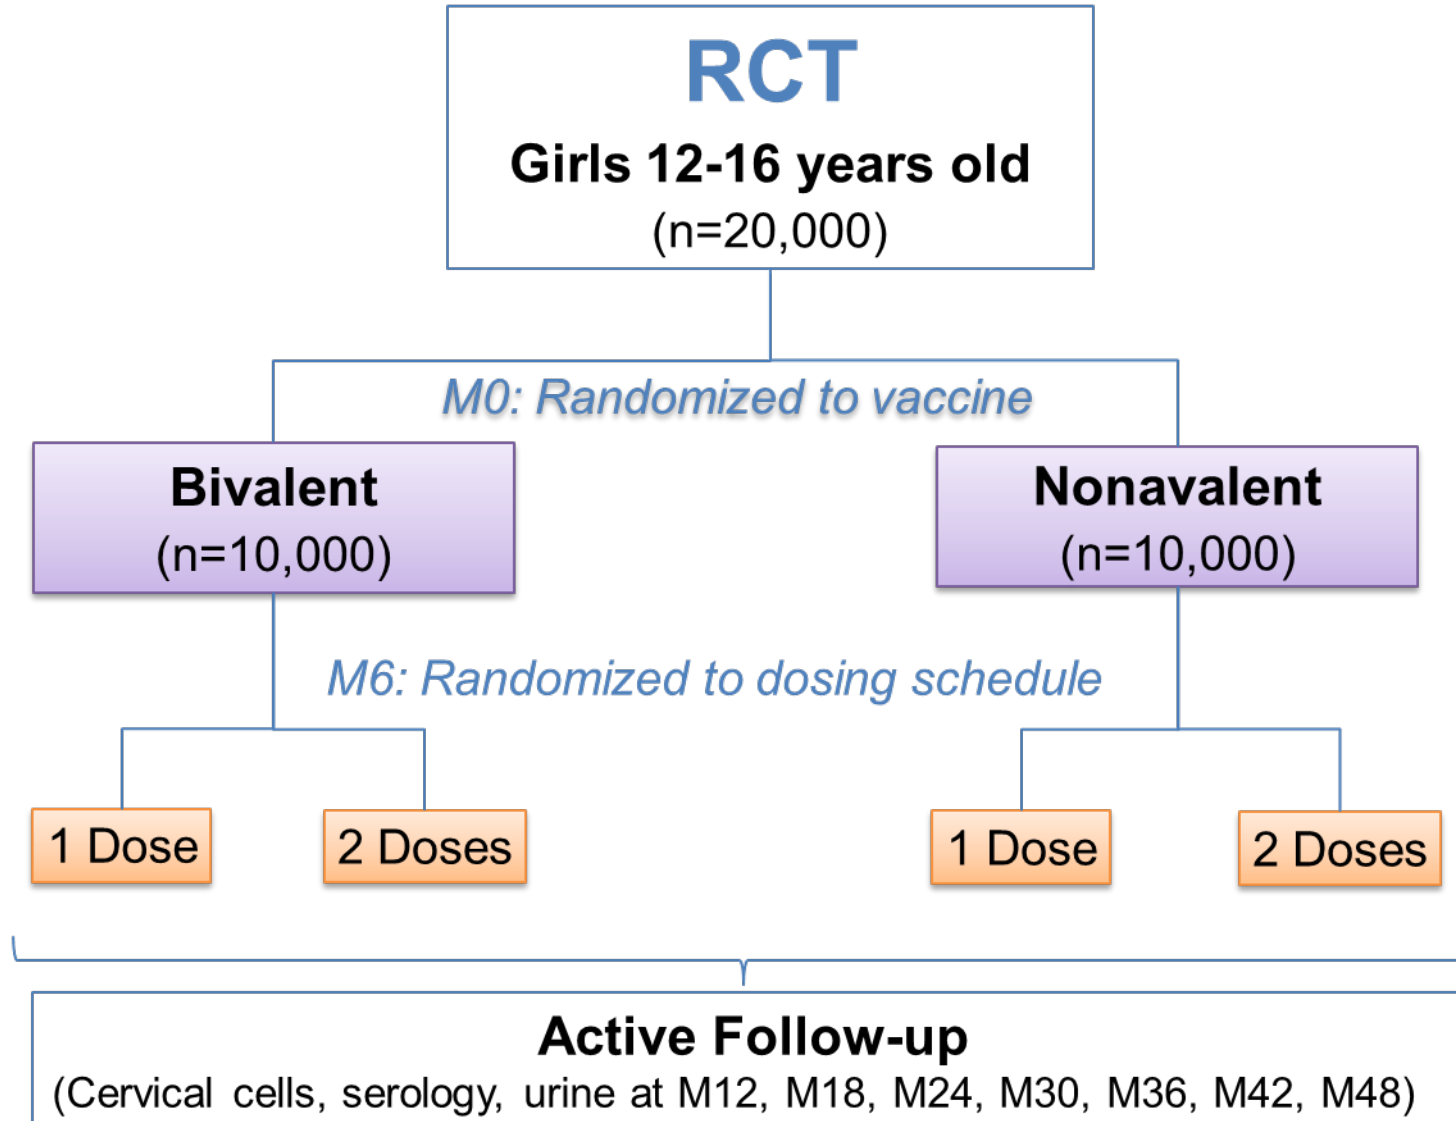 RCT
Girls 12-16 years old
(n=20,000)
M0: Randomized to vaccine
Bivalent
(n=10,000)
Nonavalent
(n=10,000)
M6: Randomized to dosing schedule
1 Dose
2 Doses
1 Dose
2 Doses
Active Follow-up
(Cervical cells, serology, urine at M12, M18, M24, M30, M36, M42, M48)